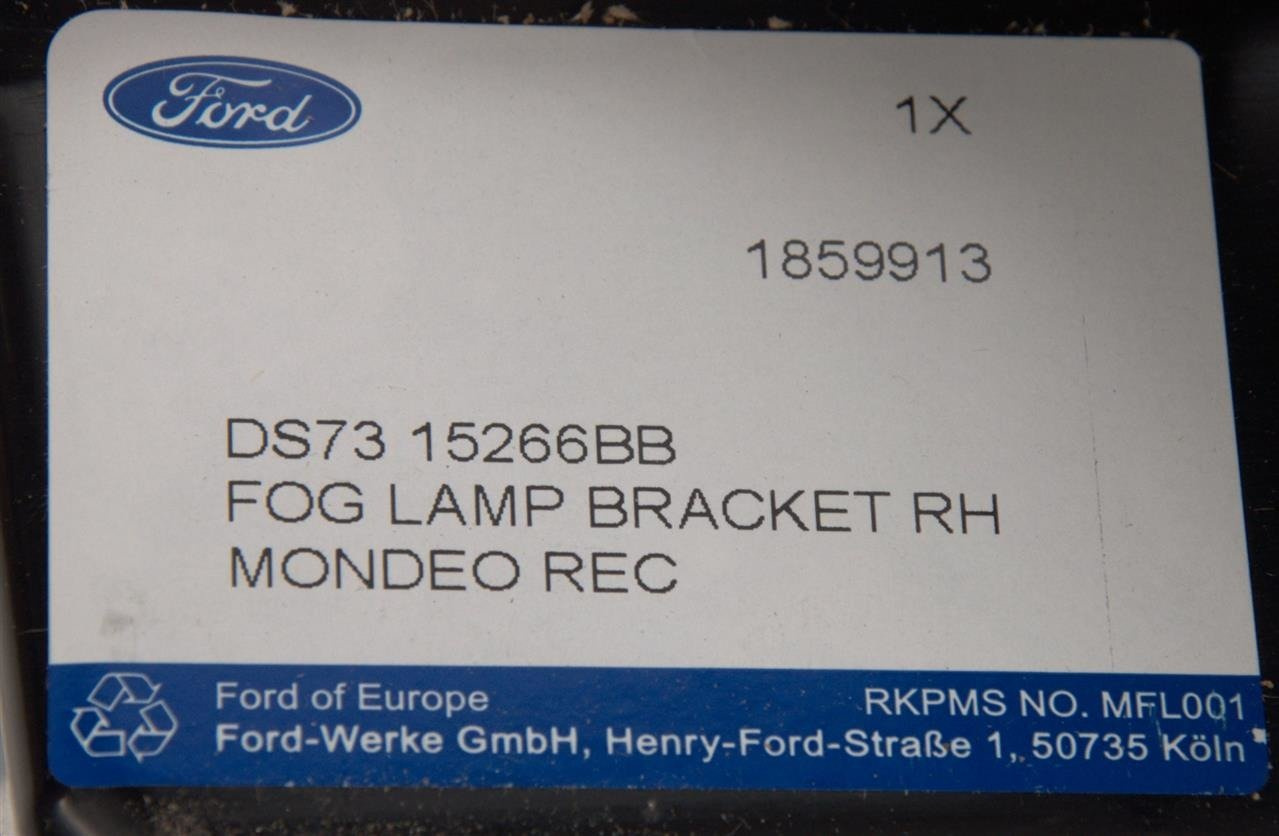 Ford
1X
1859913
DS73 15266BB
FOG LAMP BRACKET RH
MONDEO REC
Ford of Europe
RKPMS NO. MFL001
Ford-Werke GmbH, Henry-Ford-Straße 1, 50735 Köln